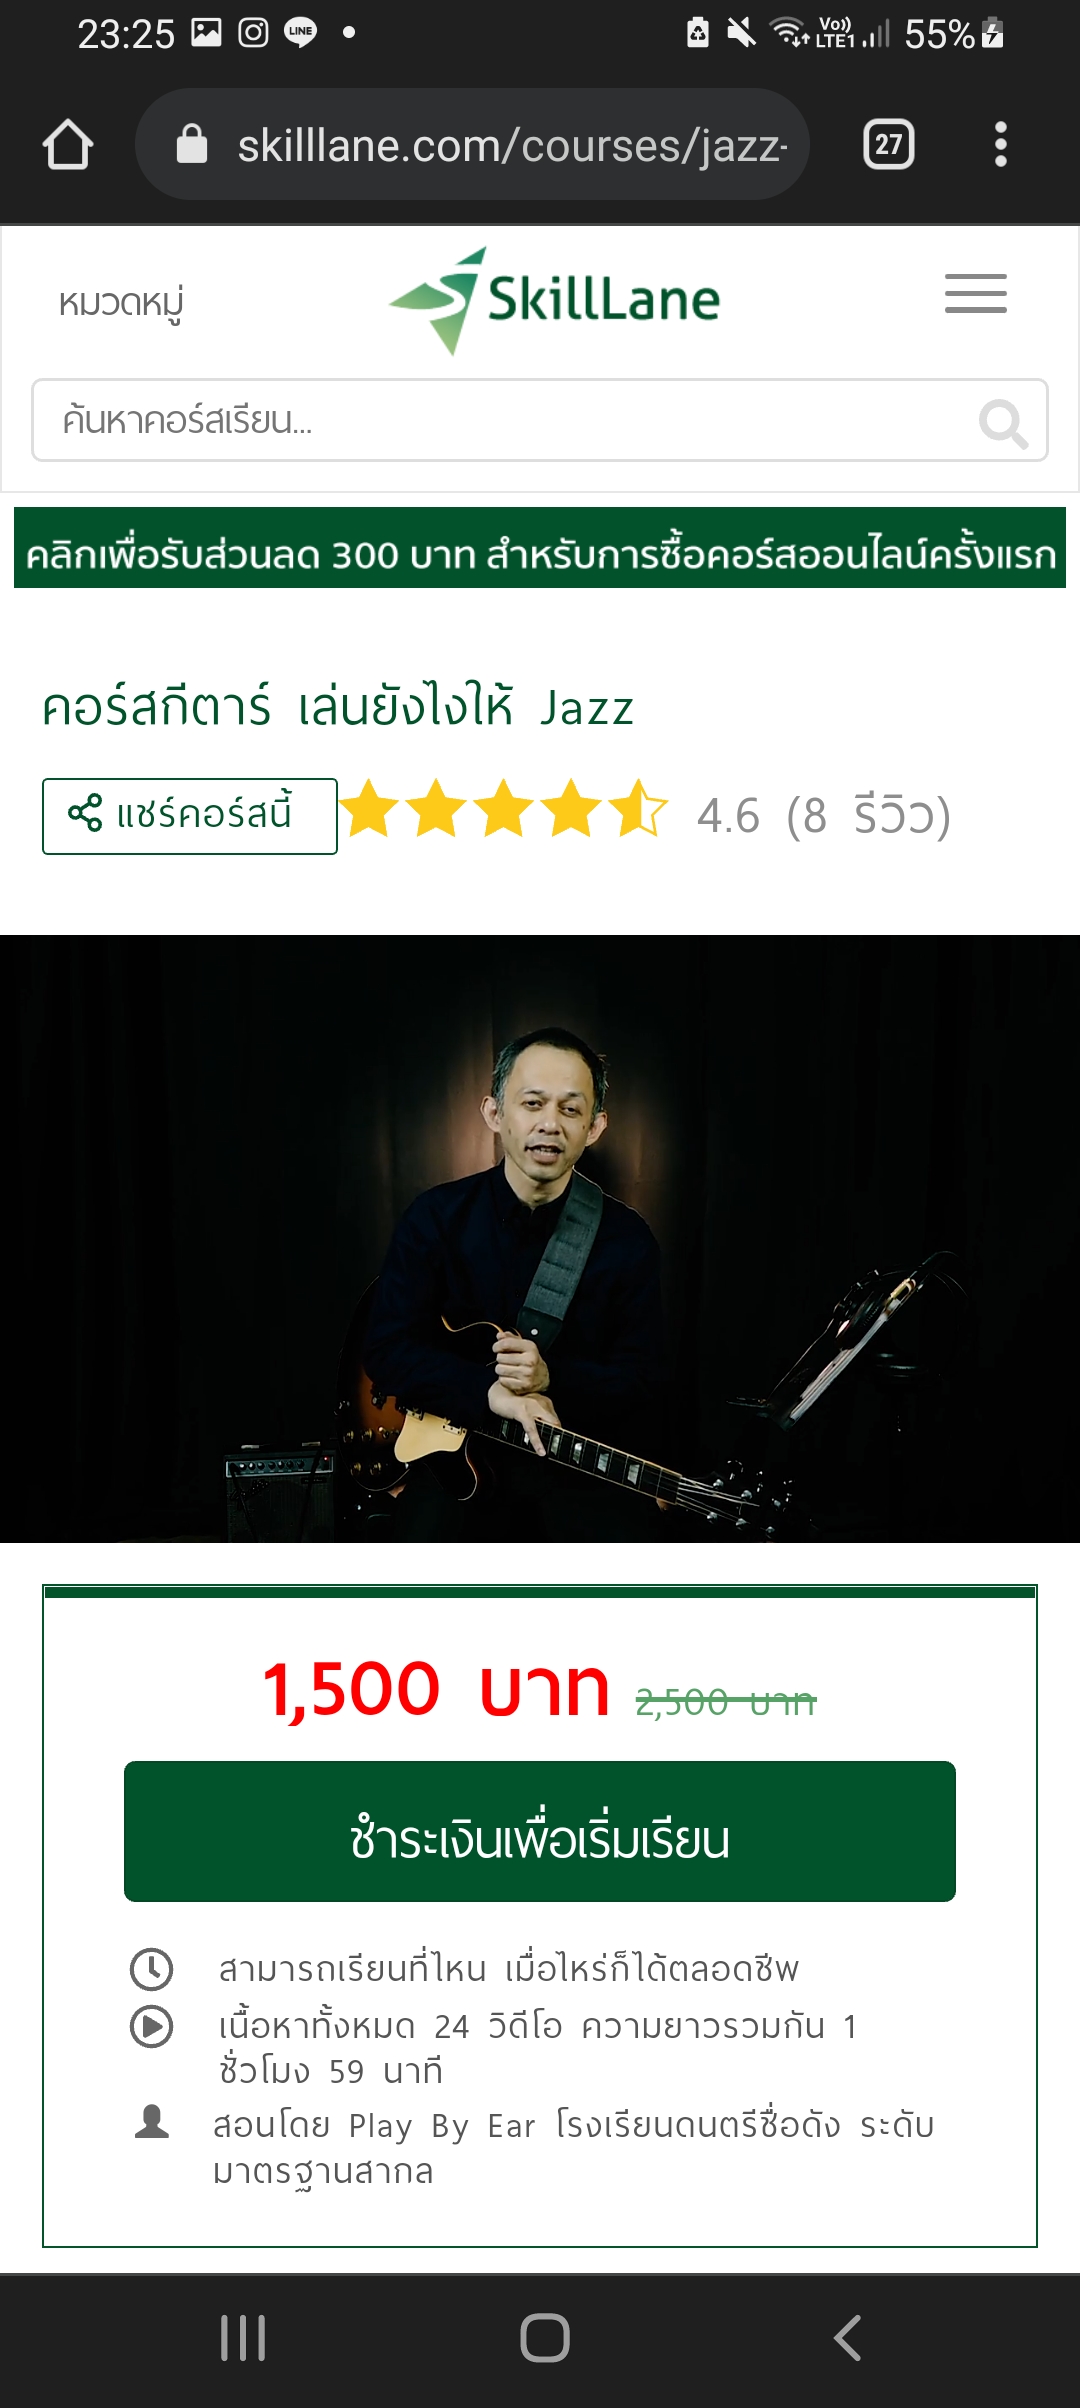 23:25
LINE
Vo))
LTE1
55%
skilllane.com/courses/jazz-
27
หมวดหมู่
SkillLane
ค้นหาคอร์สเรียน...
คลิกเพื่อรับส่วนลด 300 บาท สำหรับการซื้อคอร์สออนไลน์ครั้งแรก
คอร์สกีตาร์ เล่นยังไงให้ Jazz
แชร์คอร์สนี้
4.6 (8 รีวิว)
1,500 บาท 2,500 บาท
ชำระเงินเพื่อเริ่มเรียน
สามารถเรียนที่ไหน เมื่อไหร่ก็ได้ตลอดชีพ
เนื้อหาทั้งหมด 24 วิดีโอ ความยาวรวมกัน 1
ชั่วโมง 59 นาที
สอนโดย Play By Ear โรงเรียนดนตรีชื่อดัง ระดับ
มาตรฐานสากล